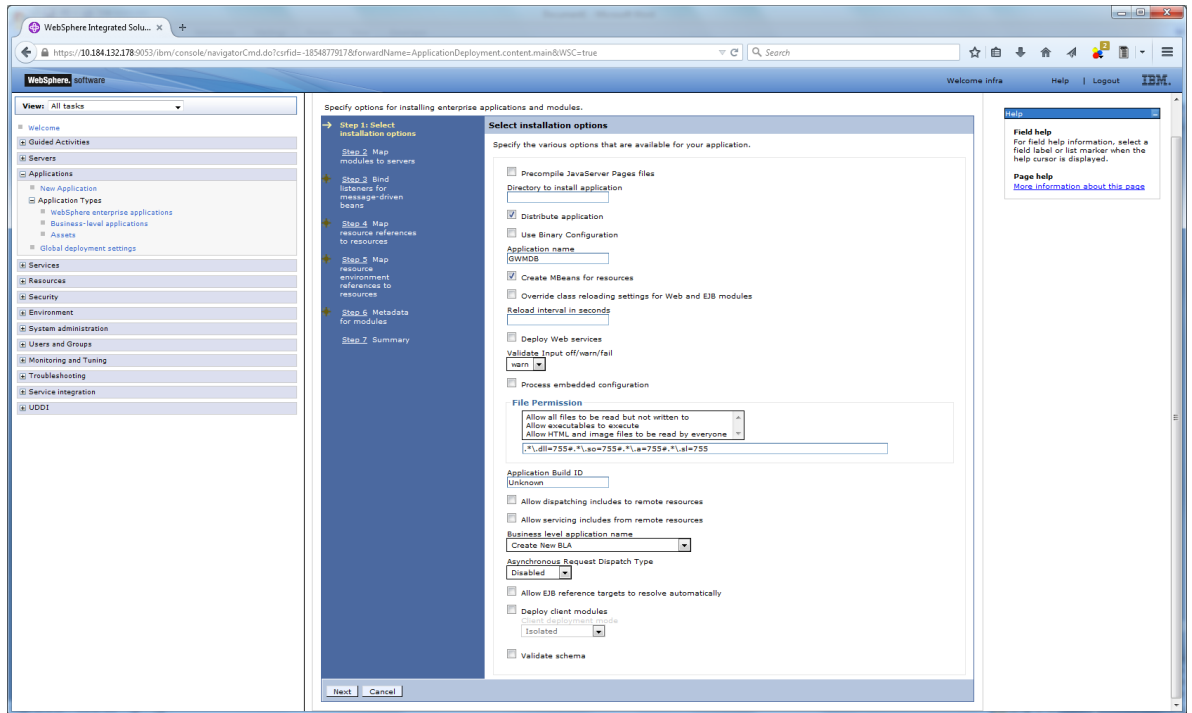 WebSphere Integrated Solu... × +
https://10.184.132.178:9053/ibm/console/navigatorCmd.do?csrfid=-1854877917&forwardName=ApplicationDeployment.content.main&WSC=true
Search
2
WebSphere. software
Welcome infra
Help | Logout
IBM.
View: All tasks
Welcome
Guided Activities
Servers
Applications
New Application
Application Types
WebSphere enterprise applications
Business-level applications
Assets
Global deployment settings
Services
Resources
Security
Environment
System administration
Users and Groups
Monitoring and Tuning
Troubleshooting
Service integration
UDDI
Specify options for installing enterprise applications and modules.
Step 1: Select
installation options
Step 2 Map
modules to servers
Step 3 Bind
listeners for
message-driven
beans
Step 4 Map
resource references
to resources
Step 5 Map
resource
environment
references to
resources
Step 6 Metadata
for modules
Step 7 Summary
Select installation options
Specify the various options that are available for your application.
Precompile JavaServer Pages files
Directory to install application
Distribute application
Use Binary Configuration
Application name
GWMDB
Create MBeans for resources
Override class reloading settings for Web and EJB modules
Reload interval in seconds
Deploy Web services
Validate Input off/warn/fail
warn
Process embedded configuration
File Permission
Allow all files to be read but not written to
Allow executables to execute
Allow HTML and image files to be read by everyone
.*\.dll=755#.*\.so=755#.*\.a=755#.*\.sl=755
Application Build ID
Unknown
Allow dispatching includes to remote resources
Allow servicing includes from remote resources
Business level application name
Create New BLA
Asynchronous Request Dispatch Type
Disabled
Allow EJB reference targets to resolve automatically
Deploy client modules
Client deployment mode
Isolated
Validate schema
Next Cancel
Help
Field help
For field help information, select a
field label or list marker when the
help cursor is displayed.
Page help
More information about this page